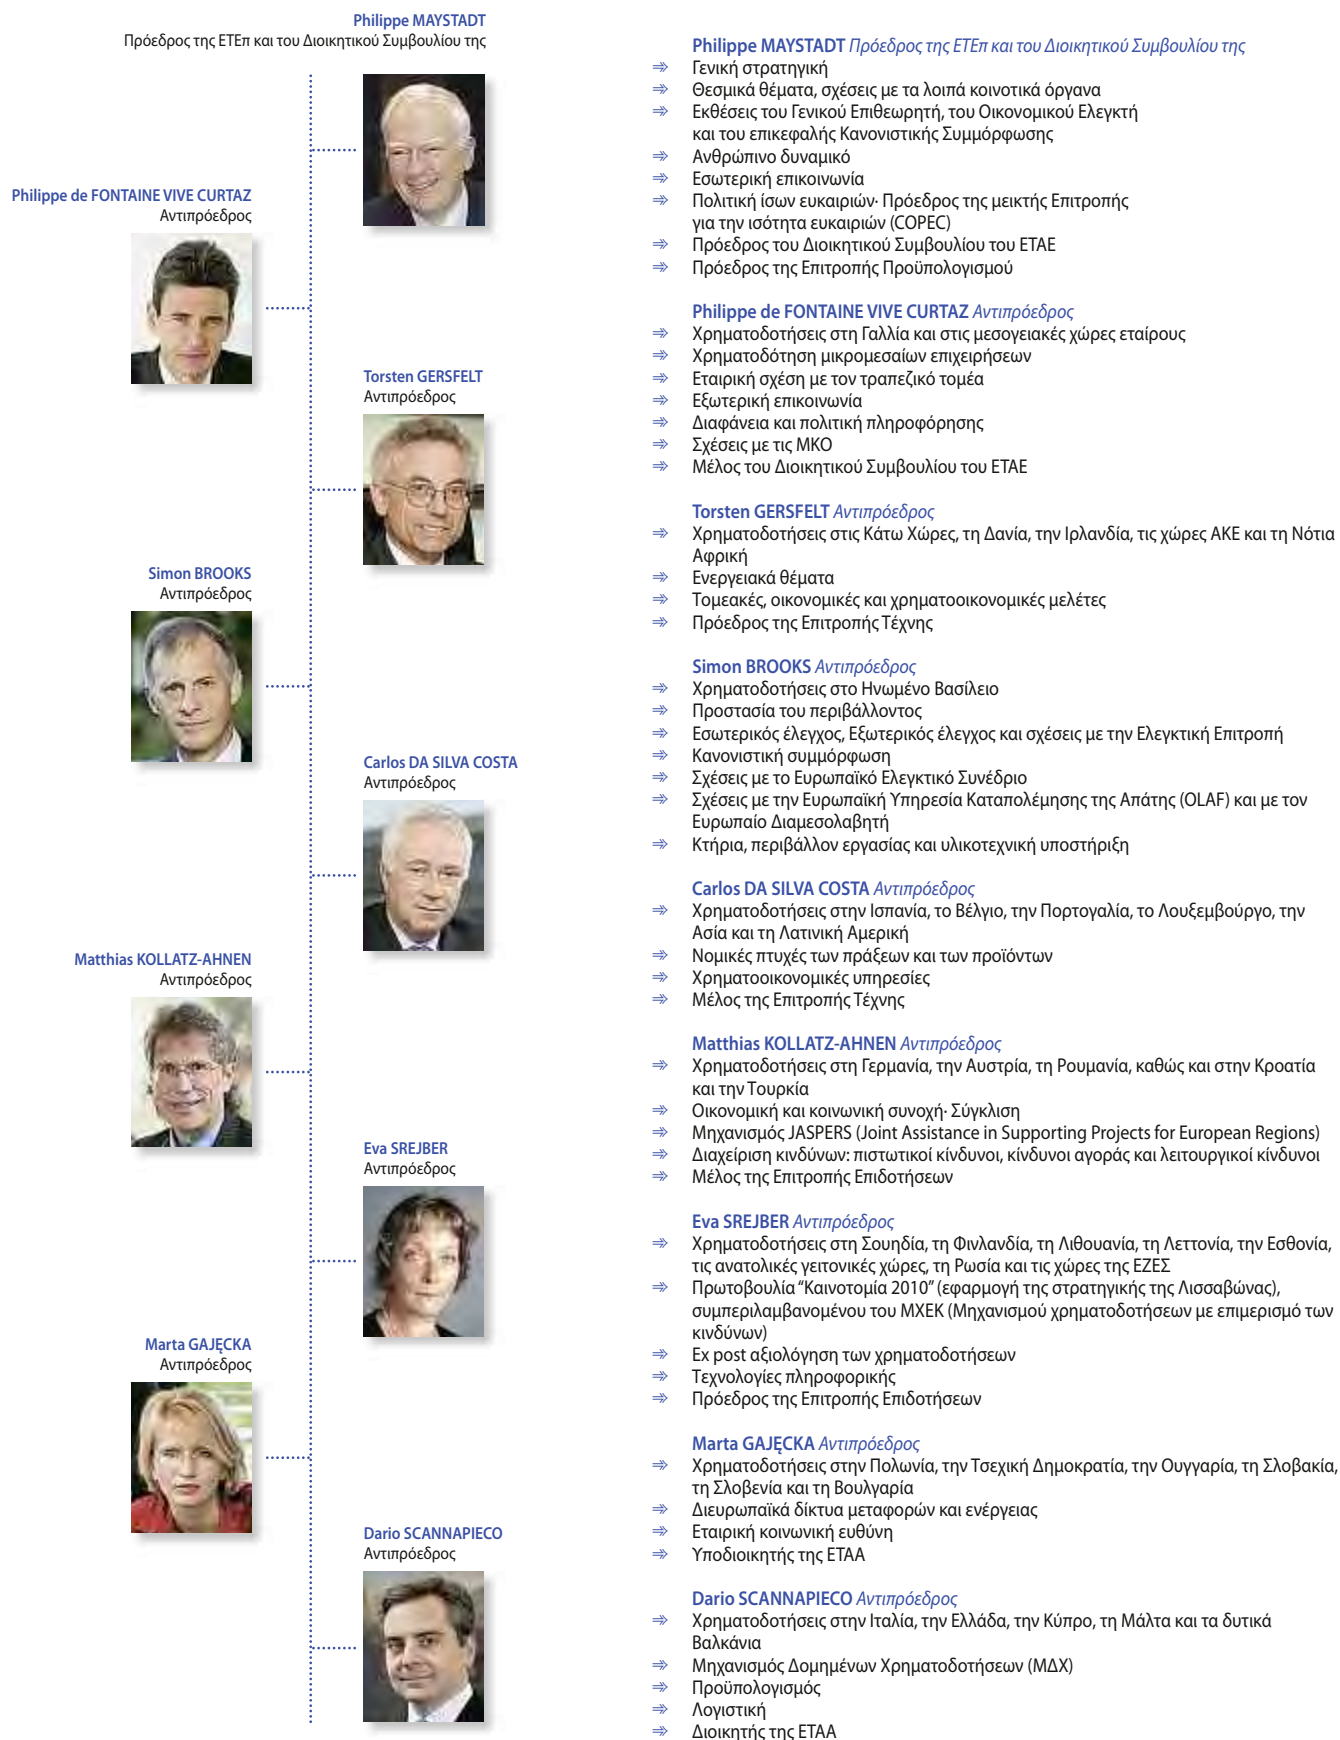 Philippe MAYSTADT
Πρόεδρος της ΕΤΕπ και του Διοικητικού Συμβουλίου της
Philippe de FONTAINE VIVE CURTAZ
Αντιπρόεδρος
Torsten GERSFELT
Αντιπρόεδρος
Simon BROOKS
Αντιπρόεδρος
Carlos DA SILVA COSTA
Αντιπρόεδρος
Matthias KOLLATZ-AHNEN
Αντιπρόεδρος
Eva SREJBER
Αντιπρόεδρος
Marta GAJĘCKA
Αντιπρόεδρος
Dario SCANNAPIECO
Αντιπρόεδρος
Philippe MAYSTADT Πρόεδρος της ΕΤΕπ και του Διοικητικού Συμβουλίου της
⇒ Γενική στρατηγική
⇒ Θεσμικά θέματα, σχέσεις με τα λοιπά κοινοτικά όργανα
⇒ Εκθέσεις του Γενικού Επιθεωρητή, του Οικονομικού Ελεγκτή
και του επικεφαλής Κανονιστικής Συμμόρφωσης
⇒ Ανθρώπινο δυναμικό
⇒ Εσωτερική επικοινωνία
⇒ Πολιτική ίσων ευκαιριών· Πρόεδρος της μεικτής Επιτροπής
για την ισότητα ευκαιριών (COPEC)
⇒ Πρόεδρος του Διοικητικού Συμβουλίου του ΕΤΑΕ
⇒ Πρόεδρος της Επιτροπής Προϋπολογισμού
Philippe de FONTAINE VIVE CURTAZ Αντιπρόεδρος
⇒ Χρηματοδοτήσεις στη Γαλλία και στις μεσογειακές χώρες εταίρους
⇒ Χρηματοδότηση μικρομεσαίων επιχειρήσεων
⇒ Εταιρική σχέση με τον τραπεζικό τομέα
⇒ Εξωτερική επικοινωνία
⇒ Διαφάνεια και πολιτική πληροφόρησης
⇒ Σχέσεις με τις ΜΚΟ
⇒ Μέλος του Διοικητικού Συμβουλίου του ΕΤΑΕ
Torsten GERSFELT Αντιπρόεδρος
⇒ Χρηματοδοτήσεις στις Κάτω Χώρες, τη Δανία, την Ιρλανδία, τις χώρες ΑΚΕ και τη Νότια
Αφρική
⇒ Ενεργειακά θέματα
⇒ Τομεακές, οικονομικές και χρηματοοικονομικές μελέτες
⇒ Πρόεδρος της Επιτροπής Τέχνης
Simon BROOKS Αντιπρόεδρος
⇒ Χρηματοδοτήσεις στο Ηνωμένο Βασίλειο
⇒ Προστασία του περιβάλλοντος
⇒ Εσωτερικός έλεγχος, Εξωτερικός έλεγχος και σχέσεις με την Ελεγκτική Επιτροπή
⇒ Κανονιστική συμμόρφωση
⇒ Σχέσεις με το Ευρωπαϊκό Ελεγκτικό Συνέδριο
⇒ Σχέσεις με την Ευρωπαϊκή Υπηρεσία Καταπολέμησης της Απάτης (OLAF) και με τον
Ευρωπαίο Διαμεσολαβητή
⇒ Κτήρια, περιβάλλον εργασίας και υλικοτεχνική υποστήριξη
Carlos DA SILVA COSTA Αντιπρόεδρος
⇒ Χρηματοδοτήσεις στην Ισπανία, το Βέλγιο, την Πορτογαλία, το Λουξεμβούργο, την
Ασία και τη Λατινική Αμερική
⇒ Νομικές πτυχές των πράξεων και των προϊόντων
⇒ Χρηματοοικονομικές υπηρεσίες
⇒ Μέλος της Επιτροπής Τέχνης
Matthias KOLLATZ-AHNEN Αντιπρόεδρος
⇒ Χρηματοδοτήσεις στη Γερμανία, την Αυστρία, τη Ρουμανία, καθώς και στην Κροατία
και την Τουρκία
⇒ Οικονομική και κοινωνική συνοχή· Σύγκλιση
⇒ Μηχανισμός JASPERS (Joint Assistance in Supporting Projects for European Regions)
⇒ Διαχείριση κινδύνων: πιστωτικοί κίνδυνοι, κίνδυνοι αγοράς και λειτουργικοί κίνδυνοι
⇒ Μέλος της Επιτροπής Επιδοτήσεων
Eva SREJBER Αντιπρόεδρος
⇒ Χρηματοδοτήσεις στη Σουηδία, τη Φινλανδία, τη Λιθουανία, τη Λεττονία, την Εσθονία,
τις ανατολικές γειτονικές χώρες, τη Ρωσία και τις χώρες της ΕΖΕΣ
⇒ Πρωτοβουλία “Καινοτομία 2010” (εφαρμογή της στρατηγικής της Λισσαβώνας),
συμπεριλαμβανομένου του ΜΧΕΚ (Μηχανισμού χρηματοδοτήσεων με επιμερισμό των
κινδύνων)
⇒ Ex post αξιολόγηση των χρηματοδοτήσεων
⇒ Τεχνολογίες πληροφορικής
⇒ Πρόεδρος της Επιτροπής Επιδοτήσεων
Marta GAJĘCKA Αντιπρόεδρος
⇒ Χρηματοδοτήσεις στην Πολωνία, την Τσεχική Δημοκρατία, την Ουγγαρία, τη Σλοβακία,
τη Σλοβενία και τη Βουλγαρία
⇒ Διευρωπαϊκά δίκτυα μεταφορών και ενέργειας
⇒ Εταιρική κοινωνική ευθύνη
⇒ Υποδιοικητής της ΕΤΑΑ
Dario SCANNAPIECO Αντιπρόεδρος
⇒ Χρηματοδοτήσεις στην Ιταλία, την Ελλάδα, την Κύπρο, τη Μάλτα και τα δυτικά
Βαλκάνια
⇒ Μηχανισμός Δομημένων Χρηματοδοτήσεων (ΜΔΧ)
⇒ Προϋπολογισμός
⇒ Λογιστική
⇒ Διοικητής της ΕΤΑΑ